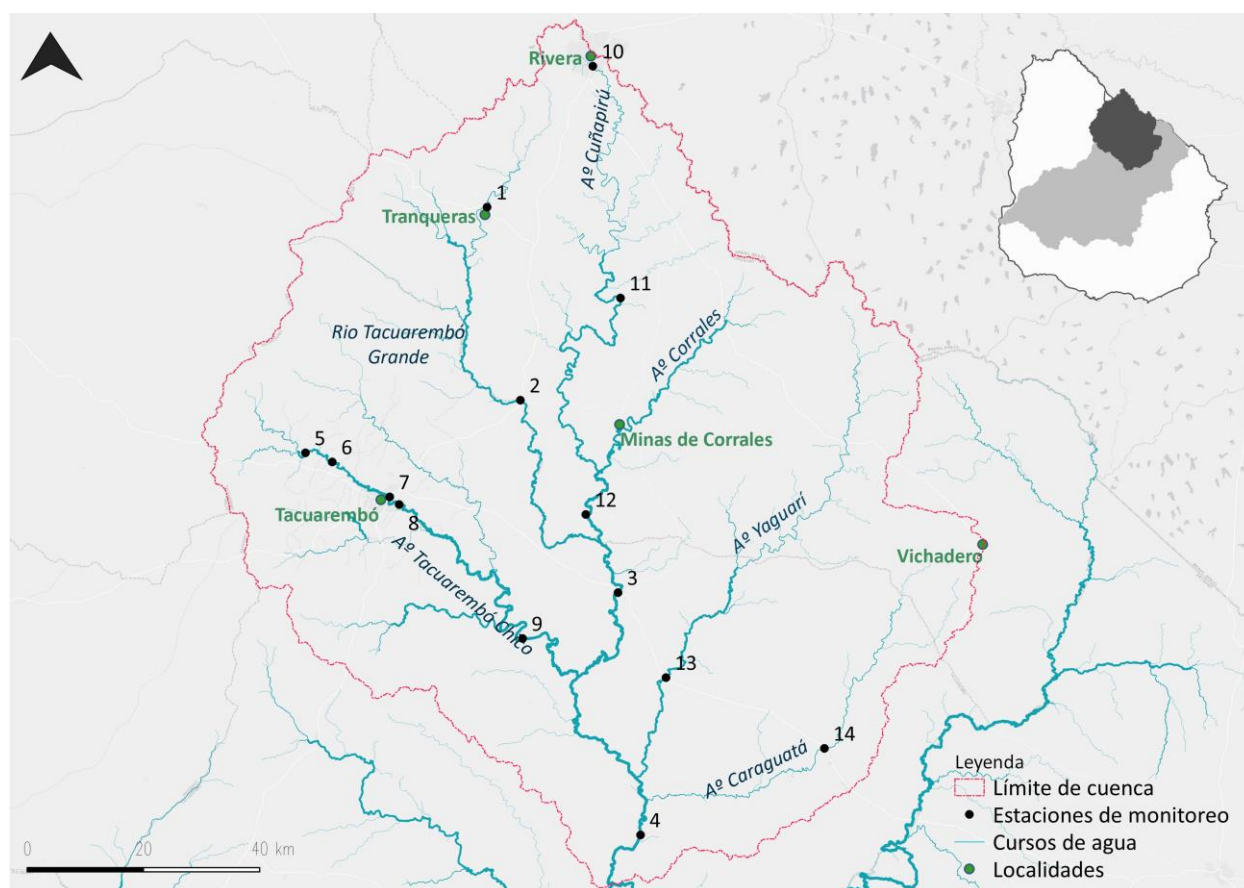 Rivera
10
Aº Cuñapirú
1
Tranqueras
11
Rio Tacuarembó
Grande
Aº Corrales
2
Minas de Corrales
5
6
7
Tacuarembó
8
12
Aº Yaguarí
Vichadero
Aº Tacuarembó Chico
3
9
13
14
Aº Caraguatá
4
0
20
40 km
Leyenda
Límite de cuenca
Estaciones de monitoreo
Cursos de agua
Localidades